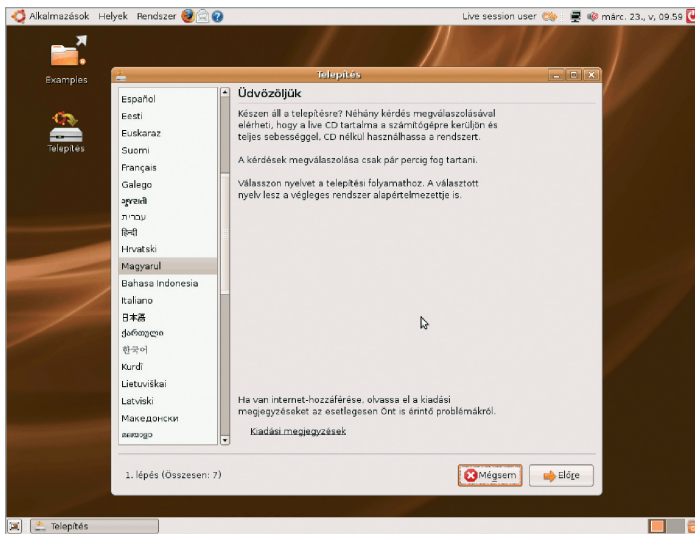 Alkalmazások Helyek Rendszer
Live session user
márc. 23., v, 09.59
Examples
Telepítés
Telepítés
Español
Eesti
Euskaraz
Suomi
Français
Galego
ગુજરાતી
עברית
हिन्दी
Hrvatski
Magyarul
Bahasa Indonesia
Italiano
日本語
ქართული
한국어
Kurdî
Lietuviškai
Latviski
Македонски
Üdvözöljük
Készen áll a telepítésre? Néhány kérdés megválaszolásával
elérheti, hogy a live CD tartalma a számítógépre kerüljön és
teljes sebességgel, CD nélkül használhassa a rendszert.
A kérdések megválaszolása csak pár percig fog tartani.
Válasszon nyelvet a telepítési folyamathoz. A választott
nyelv lesz a végleges rendszer alapértelmezettje is.
Ha van internet-hozzáférése, olvassa el a kiadási
megjegyzéseket az esetlegesen Önt is érintő problémákról.
Kiadási megjegyzések
1. lépés (Összesen: 7)
Mégsem
Előre
Telepítés